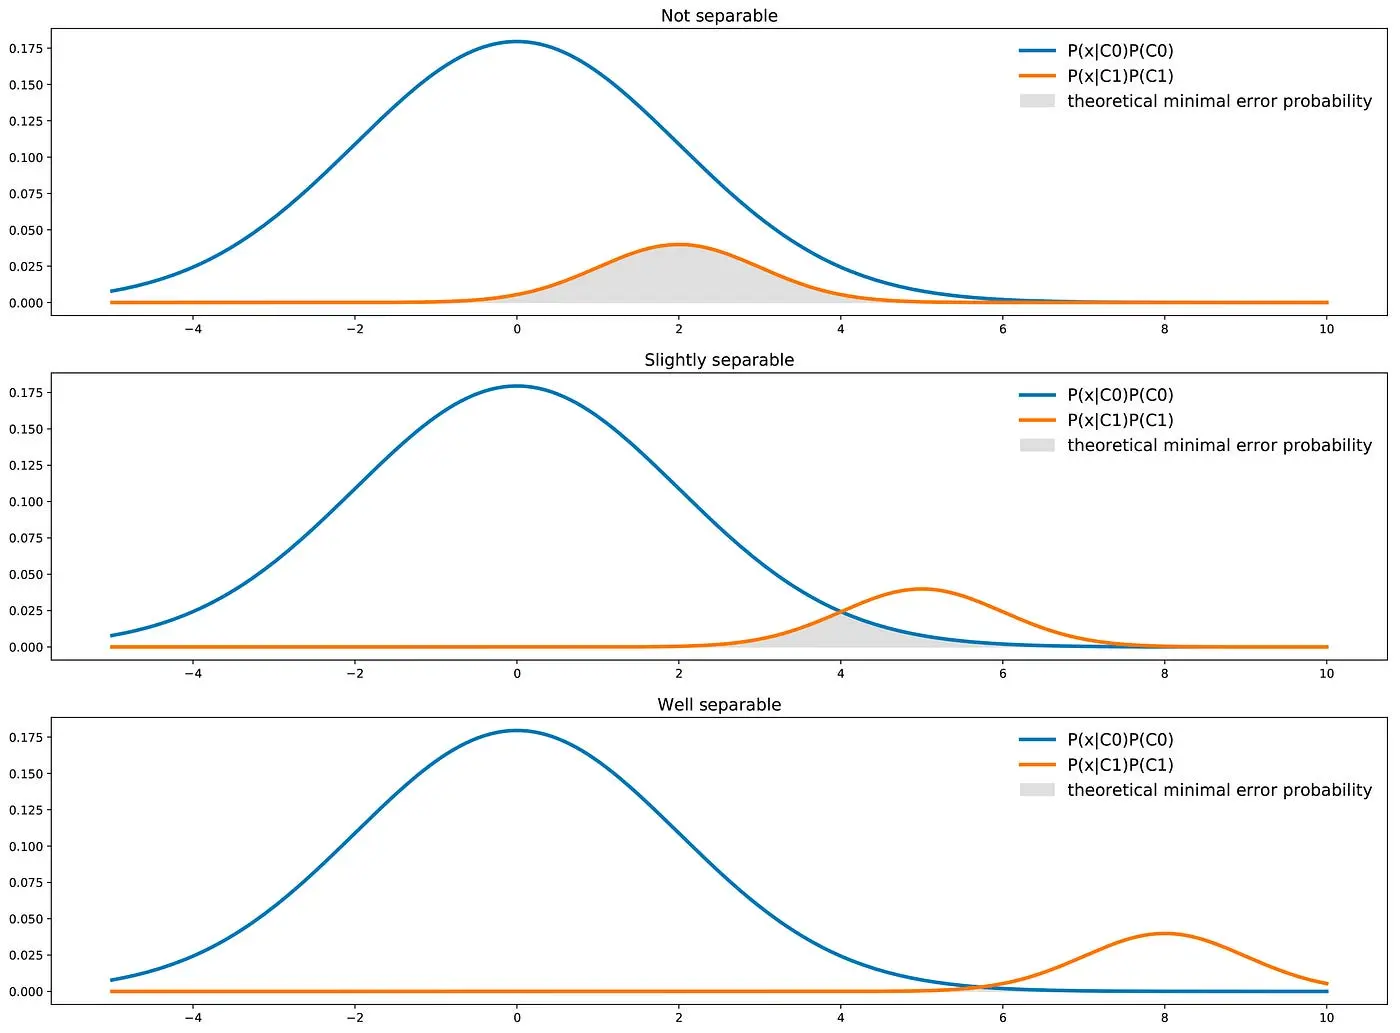 Not separable
P(x|C0)P(C0)
P(x|C1)P(C1)
theoretical minimal error probability
0.175
0.150
0.125
0.100
0.075
0.050
0.025
0.000
−4 −2 0 2 4 6 8 10
Slightly separable
P(x|C0)P(C0)
P(x|C1)P(C1)
theoretical minimal error probability
0.175
0.150
0.125
0.100
0.075
0.050
0.025
0.000
−4 −2 0 2 4 6 8 10
Well separable
P(x|C0)P(C0)
P(x|C1)P(C1)
theoretical minimal error probability
0.175
0.150
0.125
0.100
0.075
0.050
0.025
0.000
−4 −2 0 2 4 6 8 10